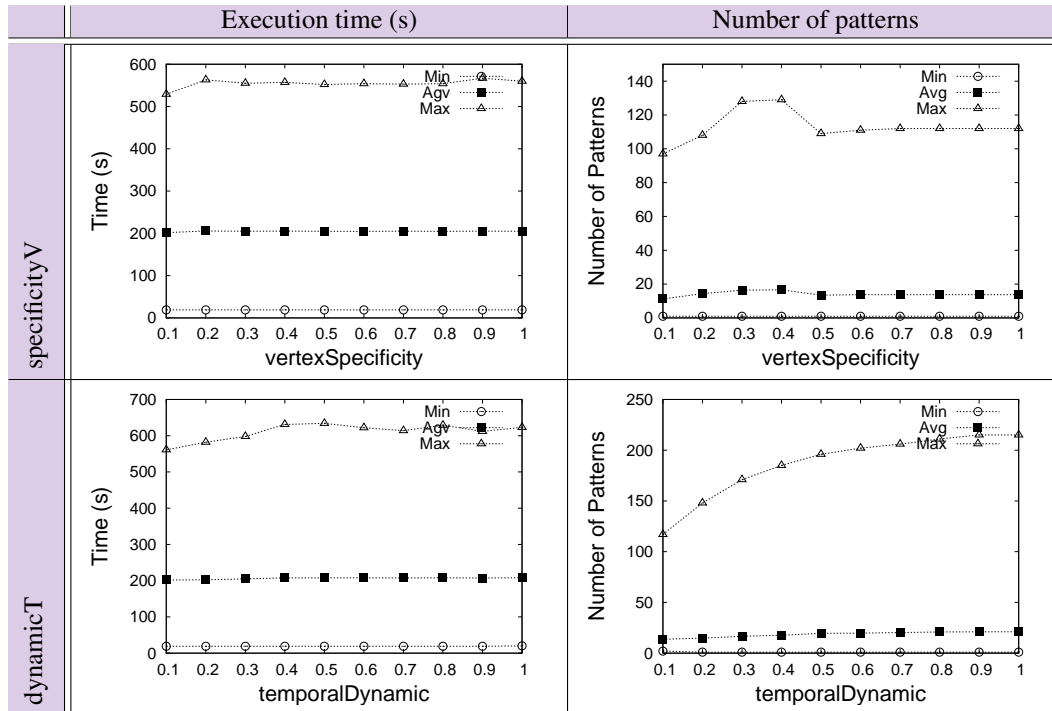 Execution time (s)
Number of patterns
specificityV
600
500
400
300
200
100
0
Time (s)
Min
Agv
Max
0.1 0.2 0.3 0.4 0.5 0.6 0.7 0.8 0.9 1
vertexSpecificity
140
120
100
80
60
40
20
0
Number of Patterns
Min
Avg
Max
0.1 0.2 0.3 0.4 0.5 0.6 0.7 0.8 0.9 1
vertexSpecificity
dynamicT
700
600
500
400
300
200
100
0
Time (s)
Min
Agv
Max
0.1 0.2 0.3 0.4 0.5 0.6 0.7 0.8 0.9 1
temporalDynamic
250
200
150
100
50
0
Number of Patterns
Min
Avg
Max
0.1 0.2 0.3 0.4 0.5 0.6 0.7 0.8 0.9 1
temporalDynamic